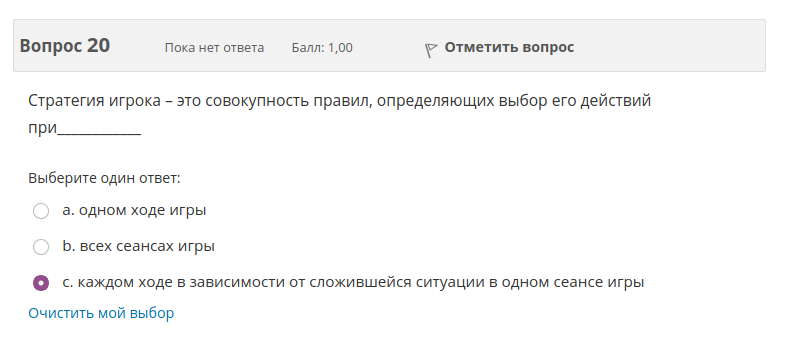 Вопрос 20 Пока нет ответа Балл: 1,00 Отметить вопрос
Стратегия игрока – это совокупность правил, определяющих выбор его действий
при____________
Выберите один ответ:
a. одном ходе игры
b. всех сеансах игры
c. каждом ходе в зависимости от сложившейся ситуации в одном сеансе игры
Очистить мой выбор